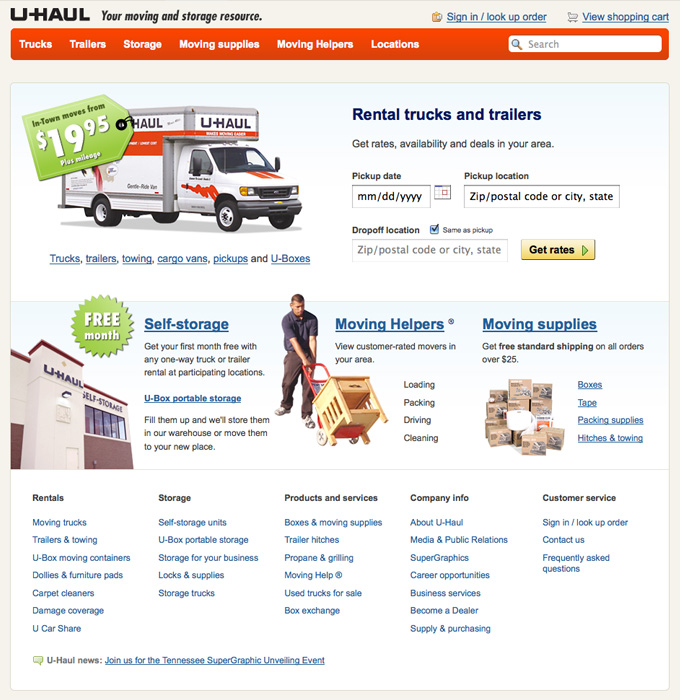 U-HAUL Your moving and storage resource.
Sign in / look up order View shopping cart
Trucks Trailers Storage Moving supplies Moving Helpers Locations Search
In-Town moves from
$19.95
Plus mileage
U-HAUL
U-HAUL
MAKES MOVING EASIER
Gentle-Ride Van
Trucks, trailers, towing, cargo vans, pickups and U-Boxes
Rental trucks and trailers
Get rates, availability and deals in your area.
Pickup date Pickup location
mm/dd/yyyy Zip/postal code or city, state
Dropoff location Same as pickup
Zip/postal code or city, state Get rates
FREE
month
U-HAUL
SELF-STORAGE
Self-storage
Get your first month free with
any one-way truck or trailer
rental at participating locations.
U-Box portable storage
Fill them up and we'll store them
in our warehouse or move them
to your new place.
Moving Helpers ®
View customer-rated movers in
your area.
Loading
Packing
Driving
Cleaning
Moving supplies
Get free standard shipping on all orders
over $25.
Boxes
Tape
Packing supplies
Hitches & towing
Rentals
Moving trucks
Trailers & towing
U-Box moving containers
Dollies & furniture pads
Carpet cleaners
Damage coverage
U Car Share
Storage
Self-storage units
U-Box portable storage
Storage for your business
Locks & supplies
Storage trucks
Products and services
Boxes & moving supplies
Trailer hitches
Propane & grilling
Moving Help ®
Used trucks for sale
Box exchange
Company info
About U-Haul
Media & Public Relations
SuperGraphics
Career opportunities
Business services
Become a Dealer
Supply & purchasing
Customer service
Sign in / look up order
Contact us
Frequently asked
questions
U-Haul news: Join us for the Tennessee SuperGraphic Unveiling Event